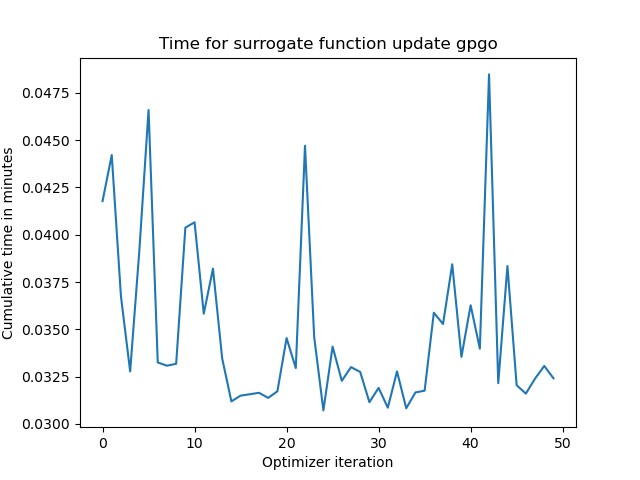 Time for surrogate function update gpgo
Cumulative time in minutes
0.0475
0.0450
0.0425
0.0400
0.0375
0.0350
0.0325
0.0300
0 10 20 30 40 50
Optimizer iteration